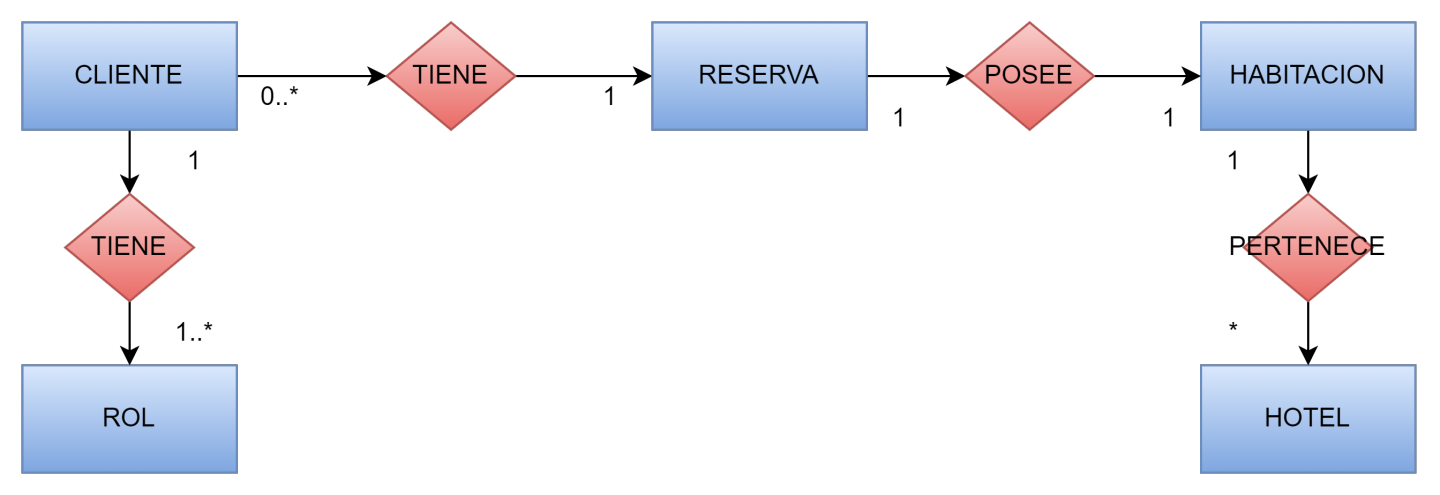 CLIENTE
TIENE
RESERVA
POSEE
HABITACION
0..*
1
1
1
1
1
TIENE
PERTENECE
1..*
*
ROL
HOTEL